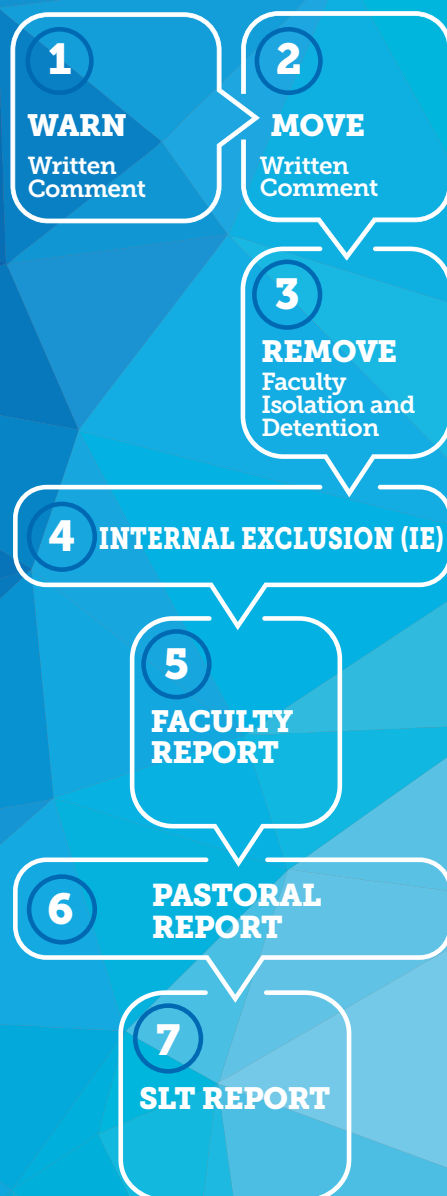 1
WARN
Written
Comment
2
MOVE
Written
Comment
3
REMOVE
Faculty
Isolation and
Detention
4 INTERNAL EXCLUSION (IE)
5
FACULTY
REPORT
6
PASTORAL
REPORT
7
SLT REPORT